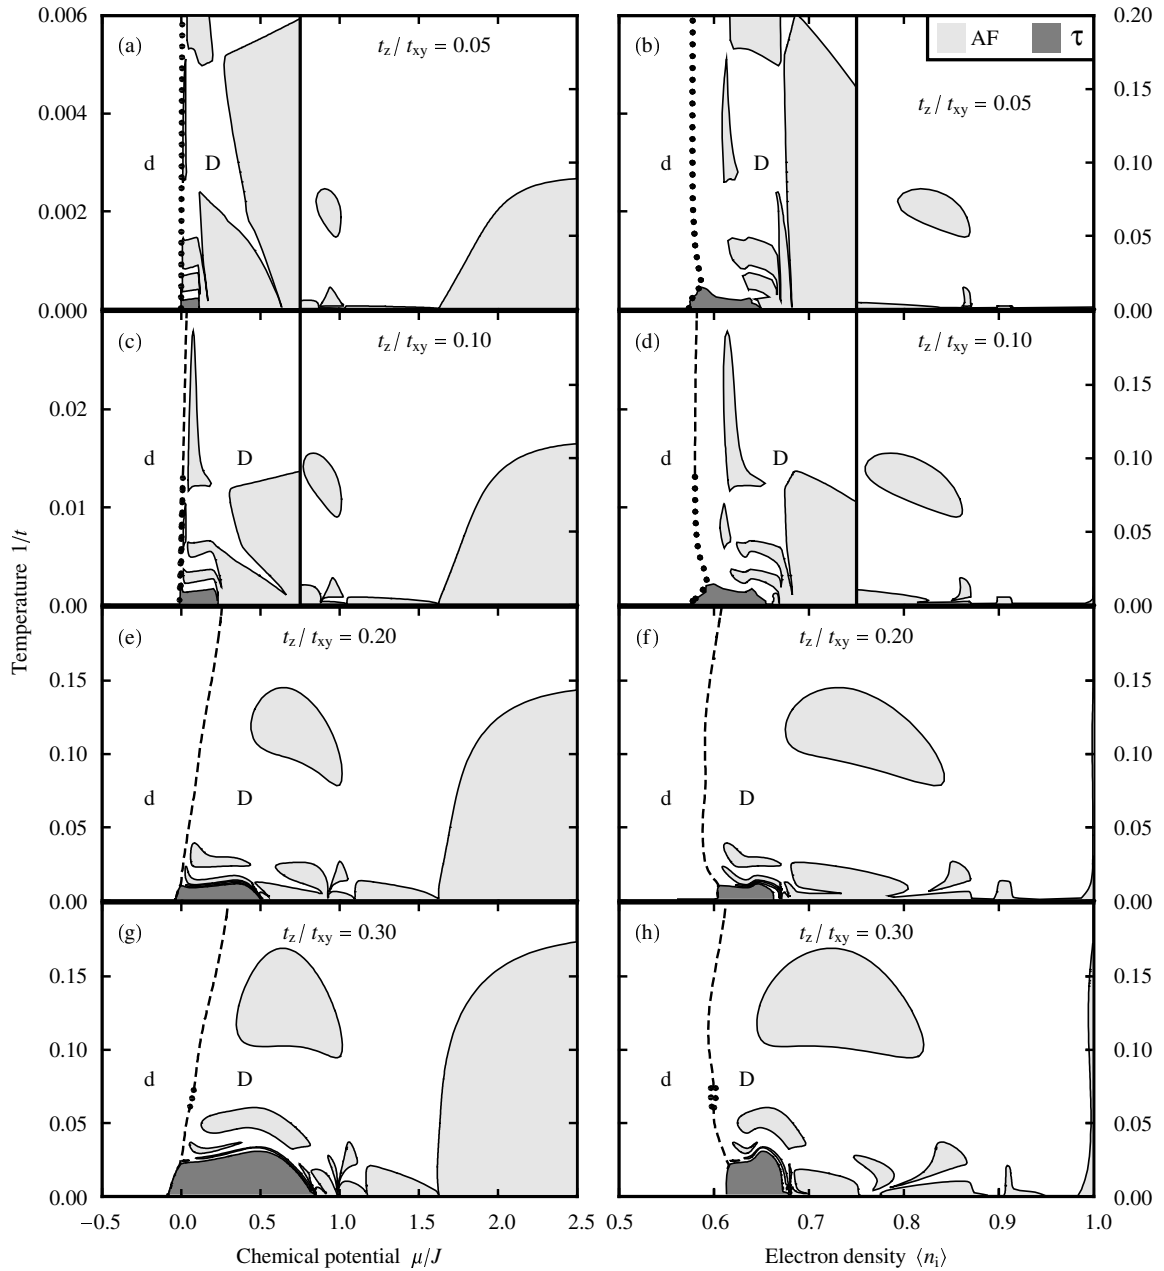 0.006
(a)
t_z / t_xy = 0.05
(b)
AF
τ
0.20
0.004
d
D
d
D
t_z / t_xy = 0.05
0.15
0.10
0.002
0.05
0.000
0.00
(c)
t_z / t_xy = 0.10
(d)
t_z / t_xy = 0.10
0.15
0.02
d
D
d
D
0.10
0.01
0.05
0.00
0.00
(e)
t_z / t_xy = 0.20
(f)
t_z / t_xy = 0.20
0.15
0.15
0.10
0.10
d
D
d
D
0.05
0.05
0.00
0.00
(g)
t_z / t_xy = 0.30
(h)
t_z / t_xy = 0.30
0.15
0.15
0.10
0.10
d
D
d
D
0.05
0.05
0.00
0.00
Temperature 1/t
−0.5 0.0 0.5 1.0 1.5 2.0 2.5
0.5 0.6 0.7 0.8 0.9 1.0
Chemical potential μ/J
Electron density ⟨n_i⟩